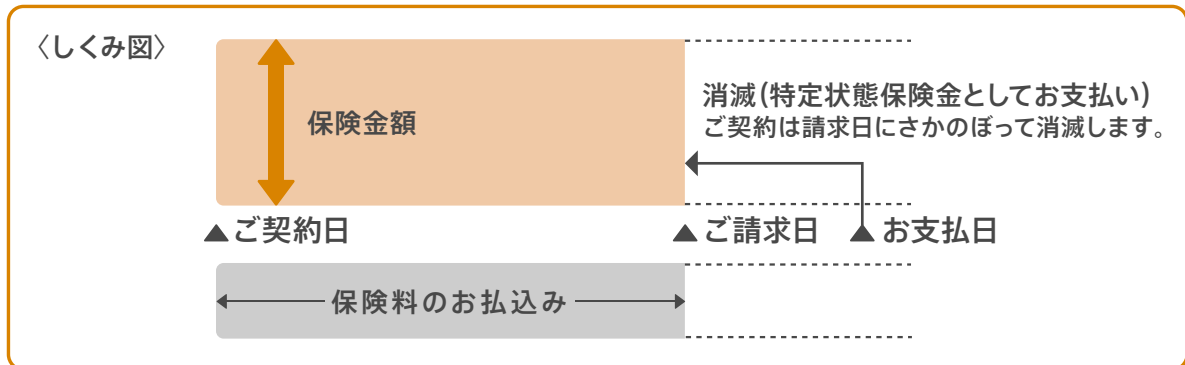 〈しくみ図〉
保険金額
消滅(特定状態保険金としてお支払い)
ご契約は請求日にさかのぼって消滅します。
▲ご契約日
▲ご請求日
▲お支払日
保険料のお払込み